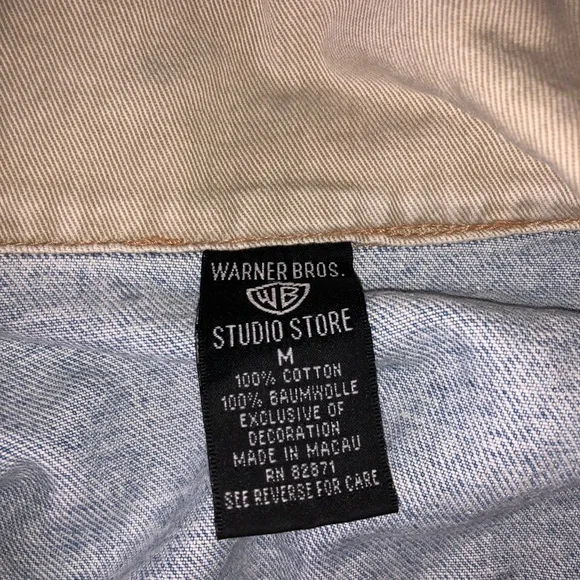 WARNER BROS.
WB
STUDIO STORE
M
100% COTTON
100% BAUMWOLLE
EXCLUSIVE OF
DECORATION
MADE IN MACAU
RN 82871
SEE REVERSE FOR CARE